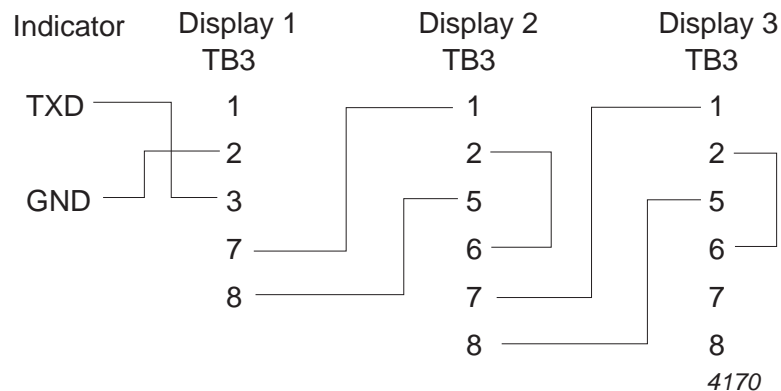 Indicator Display 1 Display 2 Display 3
TB3 TB3 TB3
TXD 1 1 1
2 2 2
GND 3 5 5
7 6 6
8 7 7
8 8
4170